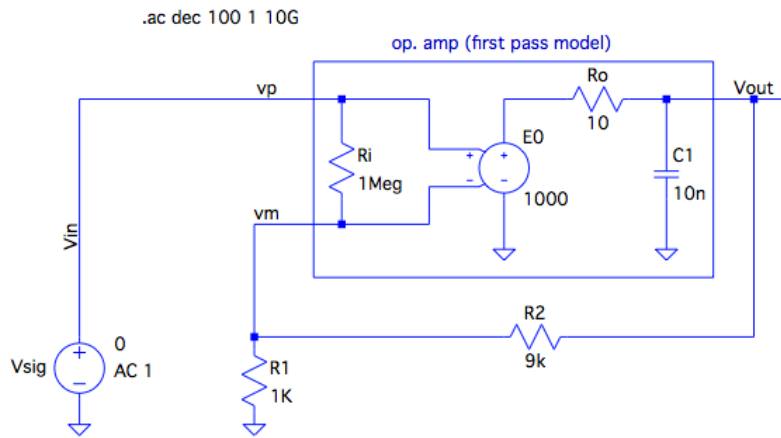 .ac dec 100 1 10G
op. amp (first pass model)
vp
Ro
Vout
10
E0
+
+
Ri
C1
1Meg
-
-
10n
vm
1000
Vin
R2
0
9k
Vsig
+
-
AC 1
R1
1K